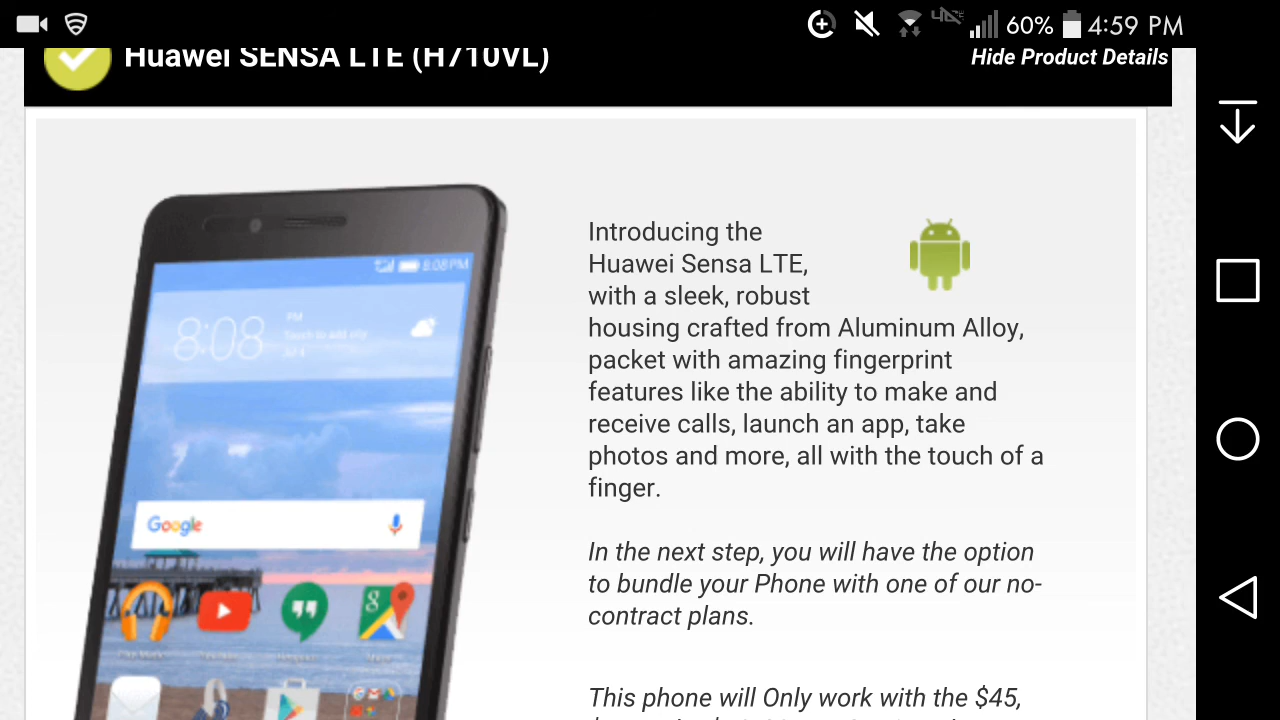 60% 4:59 PM
Huawei SENSA LTE (H710VL)
Hide Product Details
8:08PM
8:08 PM
Google
g
Introducing the
Huawei Sensa LTE,
with a sleek, robust
housing crafted from Aluminum Alloy,
packet with amazing fingerprint
features like the ability to make and
receive calls, launch an app, take
photos and more, all with the touch of a
finger.
In the next step, you will have the option
to bundle your Phone with one of our no-
contract plans.
This phone will Only work with the $45,